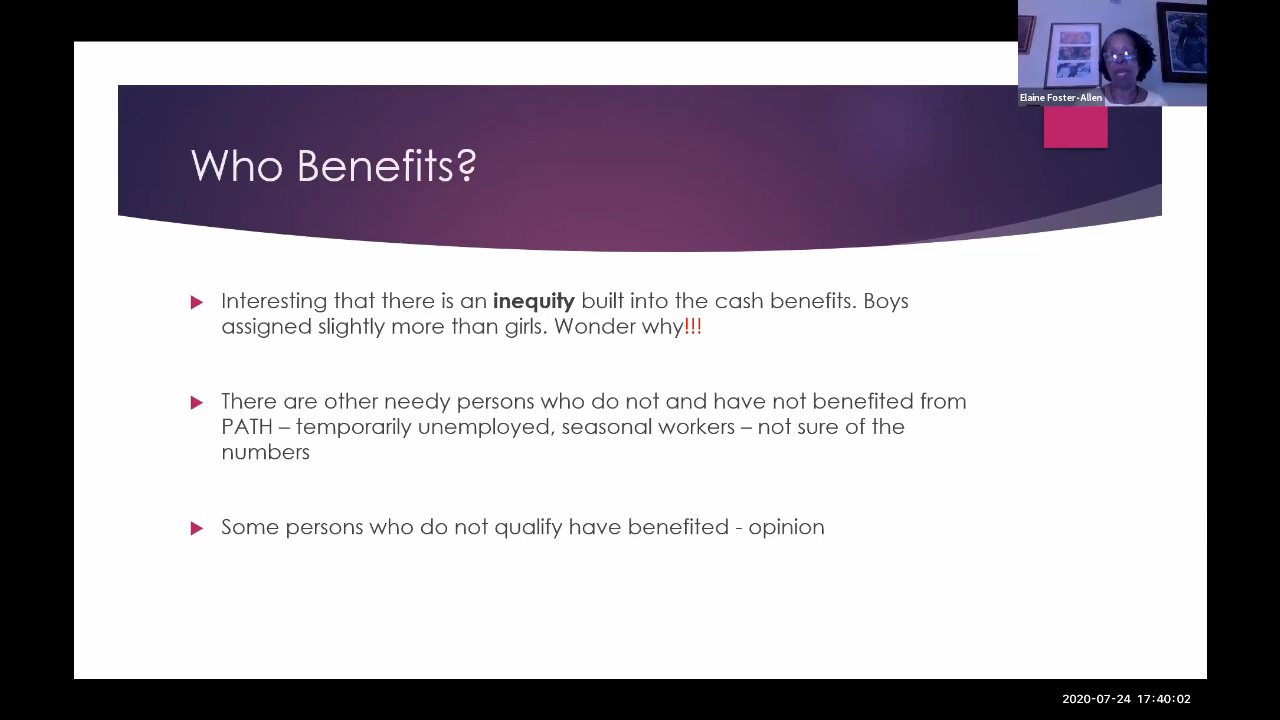 Elaine Foster-Allen
Who Benefits?
Interesting that there is an inequity built into the cash benefits. Boys
assigned slightly more than girls. Wonder why!!!
There are other needy persons who do not and have not benefited from
PATH – temporarily unemployed, seasonal workers – not sure of the
numbers
Some persons who do not qualify have benefited - opinion
2020-07-24 17:40:02